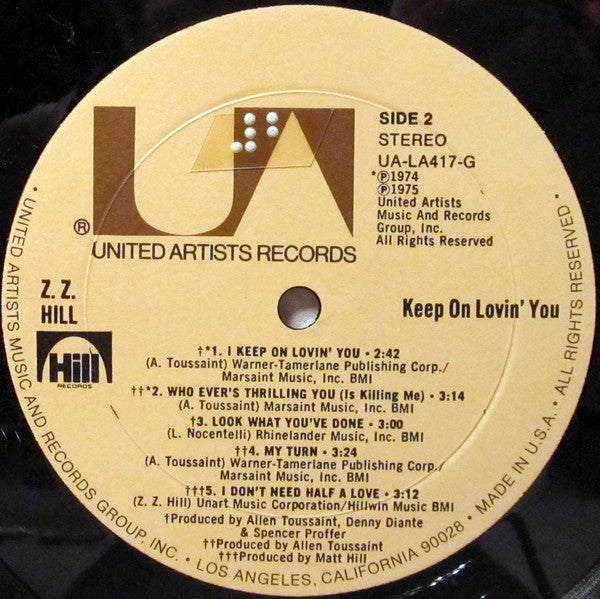 UA
SIDE 2
STEREO
UA-LA417-G
*Ⓟ1974
Ⓟ1975
United Artists
Music And Records
Group, Inc.
All Rights Reserved
®
UNITED ARTISTS RECORDS
Z. Z.
HILL
Hill
RECORDS
Keep On Lovin' You
†*1. I KEEP ON LOVIN' YOU • 2:42
(A. Toussaint) Warner-Tamerlane Publishing Corp./
Marsaint Music, Inc. BMI
††*2. WHO EVER'S THRILLING YOU (Is Killing Me) • 3:14
(A. Toussaint) Marsaint Music, Inc. BMI
†3. LOOK WHAT YOU'VE DONE • 3:00
(L. Nocentelli) Rhinelander Music, Inc. BMI
††4. MY TURN • 3:24
(A. Toussaint) Warner-Tamerlane Publishing Corp./
Marsaint Music, Inc. BMI
†††5. I DON'T NEED HALF A LOVE • 3:12
(Z. Z. Hill) Unart Music Corporation/Hillwin Music BMI
†Produced by Allen Toussaint, Denny Diante
& Spencer Proffer
††Produced by Allen Toussaint
†††Produced by Matt Hill
• UNITED ARTISTS MUSIC AND RECORDS GROUP, INC. • LOS ANGELES, CALIFORNIA 90028 • MADE IN U.S.A. • ALL RIGHTS RESERVED •